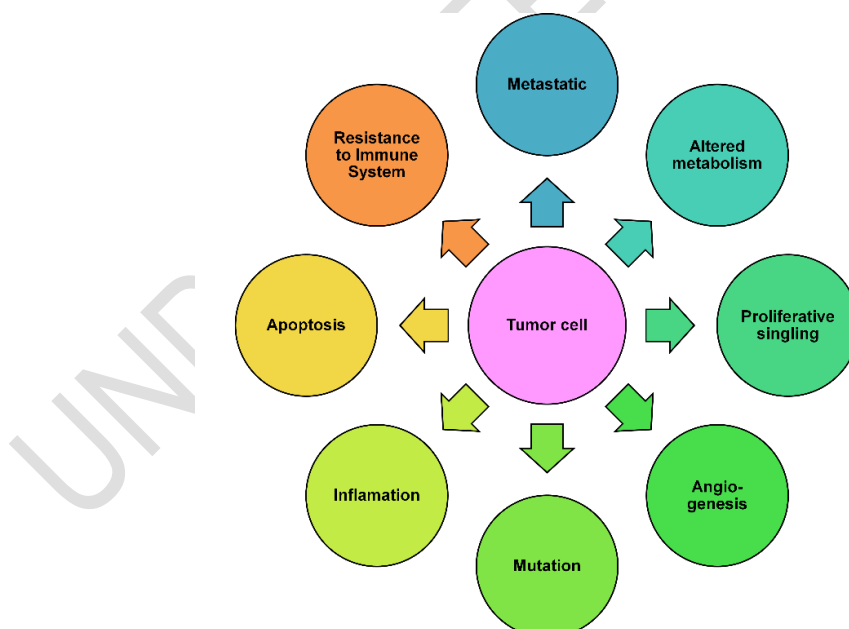 Metastatic
Resistance
to Immune
System
Altered
metabolism
Apoptosis
Tumor cell
Proliferative
singling
Inflamation
Angio-
genesis
Mutation